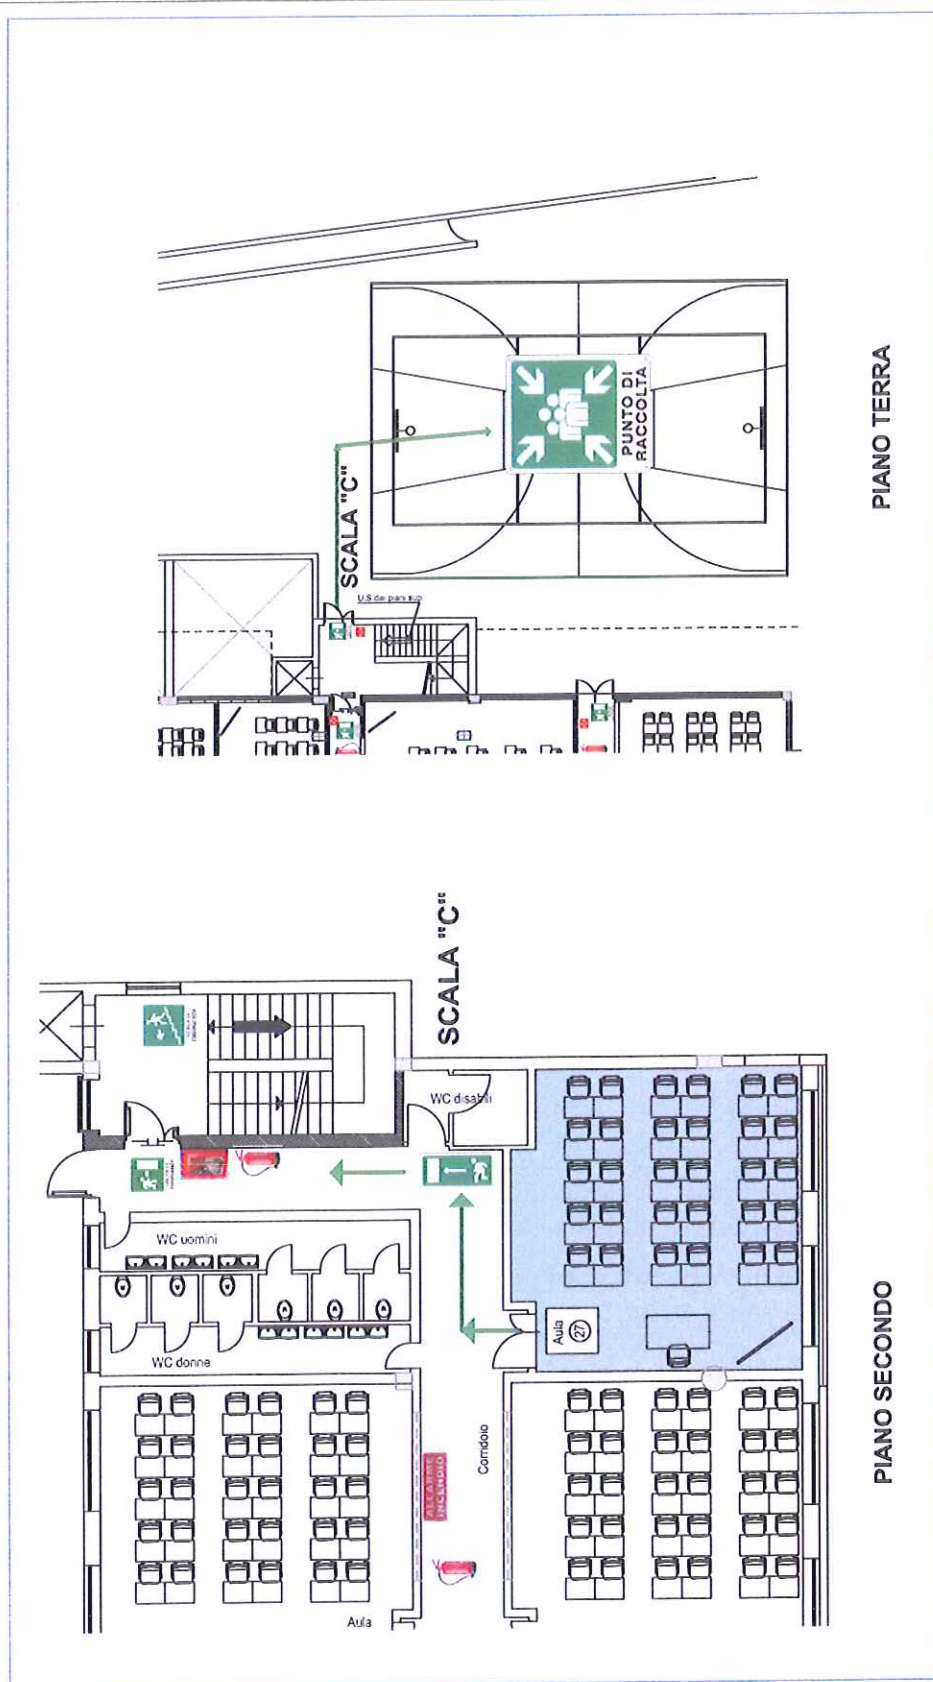 SCALA "C"
WC disabili
WC uomini
WC donne
Aula
27
ALLARME
INCENDIO
Corridoio
Aula
PIANO SECONDO
SCALA "C"
U.S dai piani sup.
PUNTO DI
RACCOLTA
PIANO TERRA